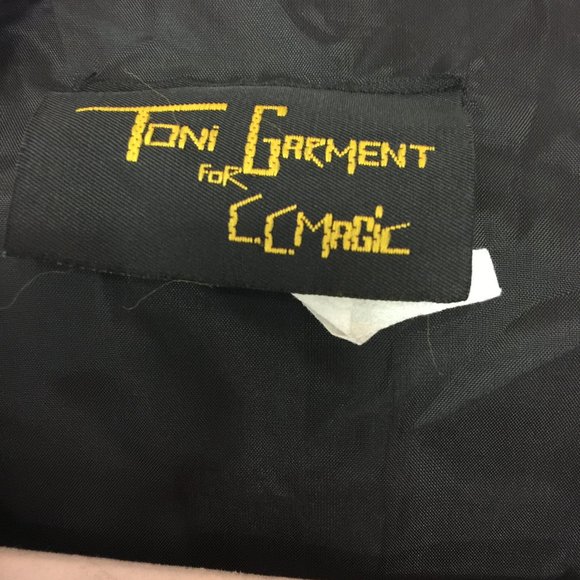 Toni Garment
for
C.C. Magic